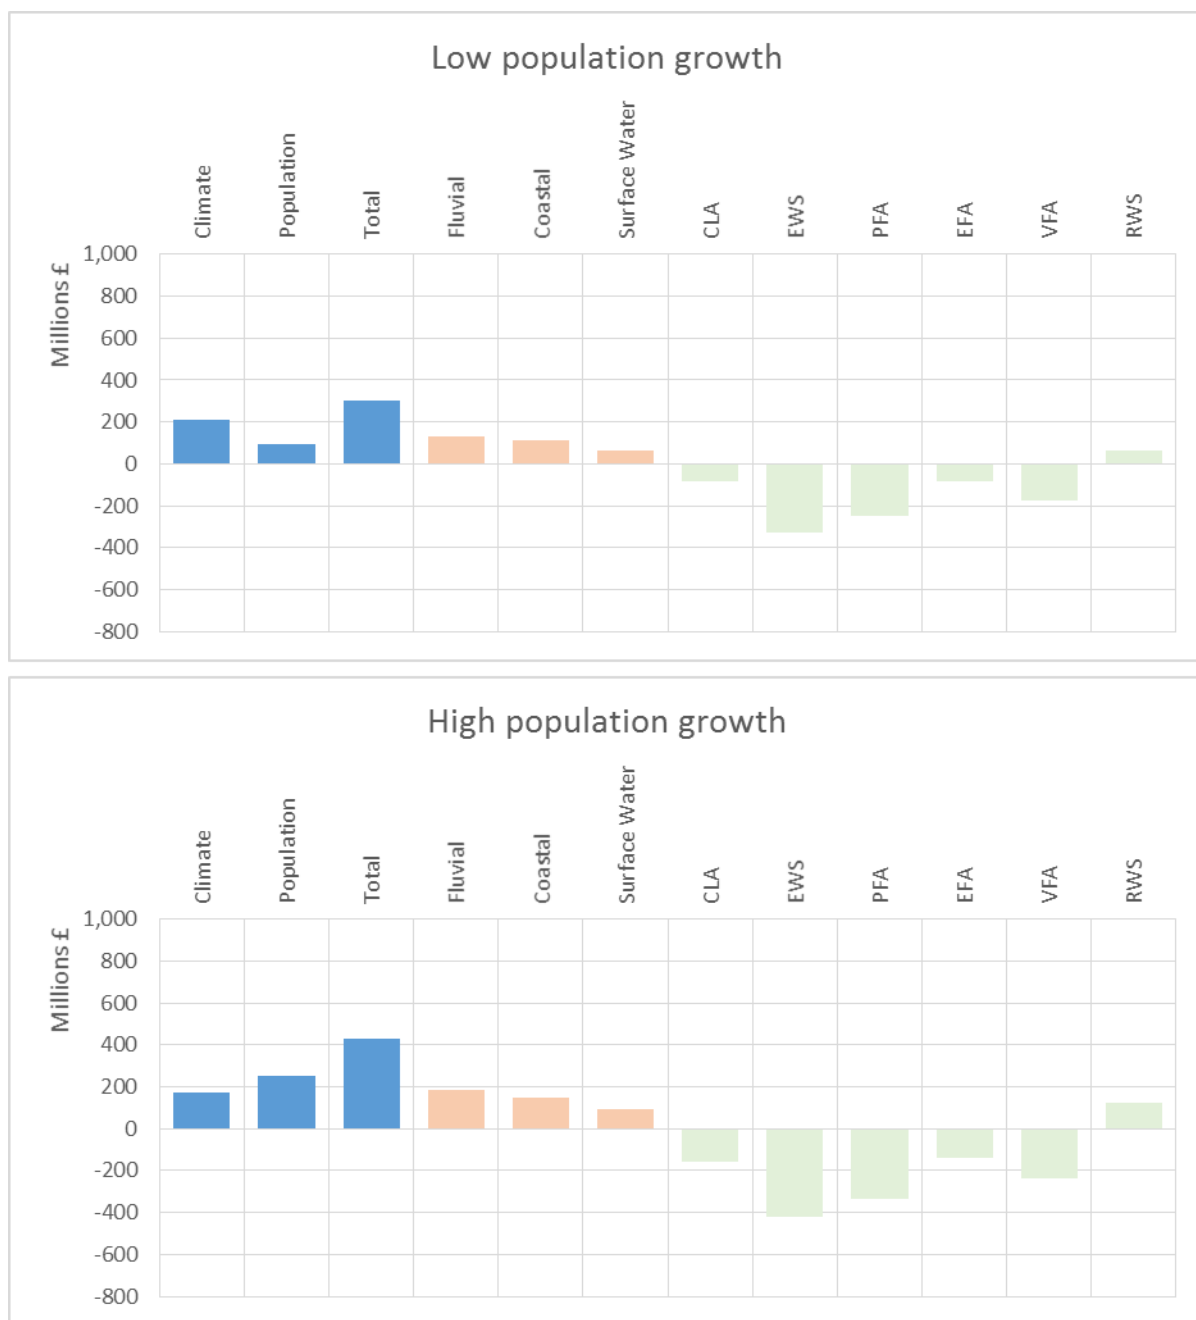 Low population growth
Climate
Population
Total
Fluvial
Coastal
Surface Water
CLA
EWS
PFA
EFA
VFA
RWS
Millions £
1,000
800
600
400
200
0
-200
-400
-600
-800
High population growth
Climate
Population
Total
Fluvial
Coastal
Surface Water
CLA
EWS
PFA
EFA
VFA
RWS
Millions £
1,000
800
600
400
200
0
-200
-400
-600
-800